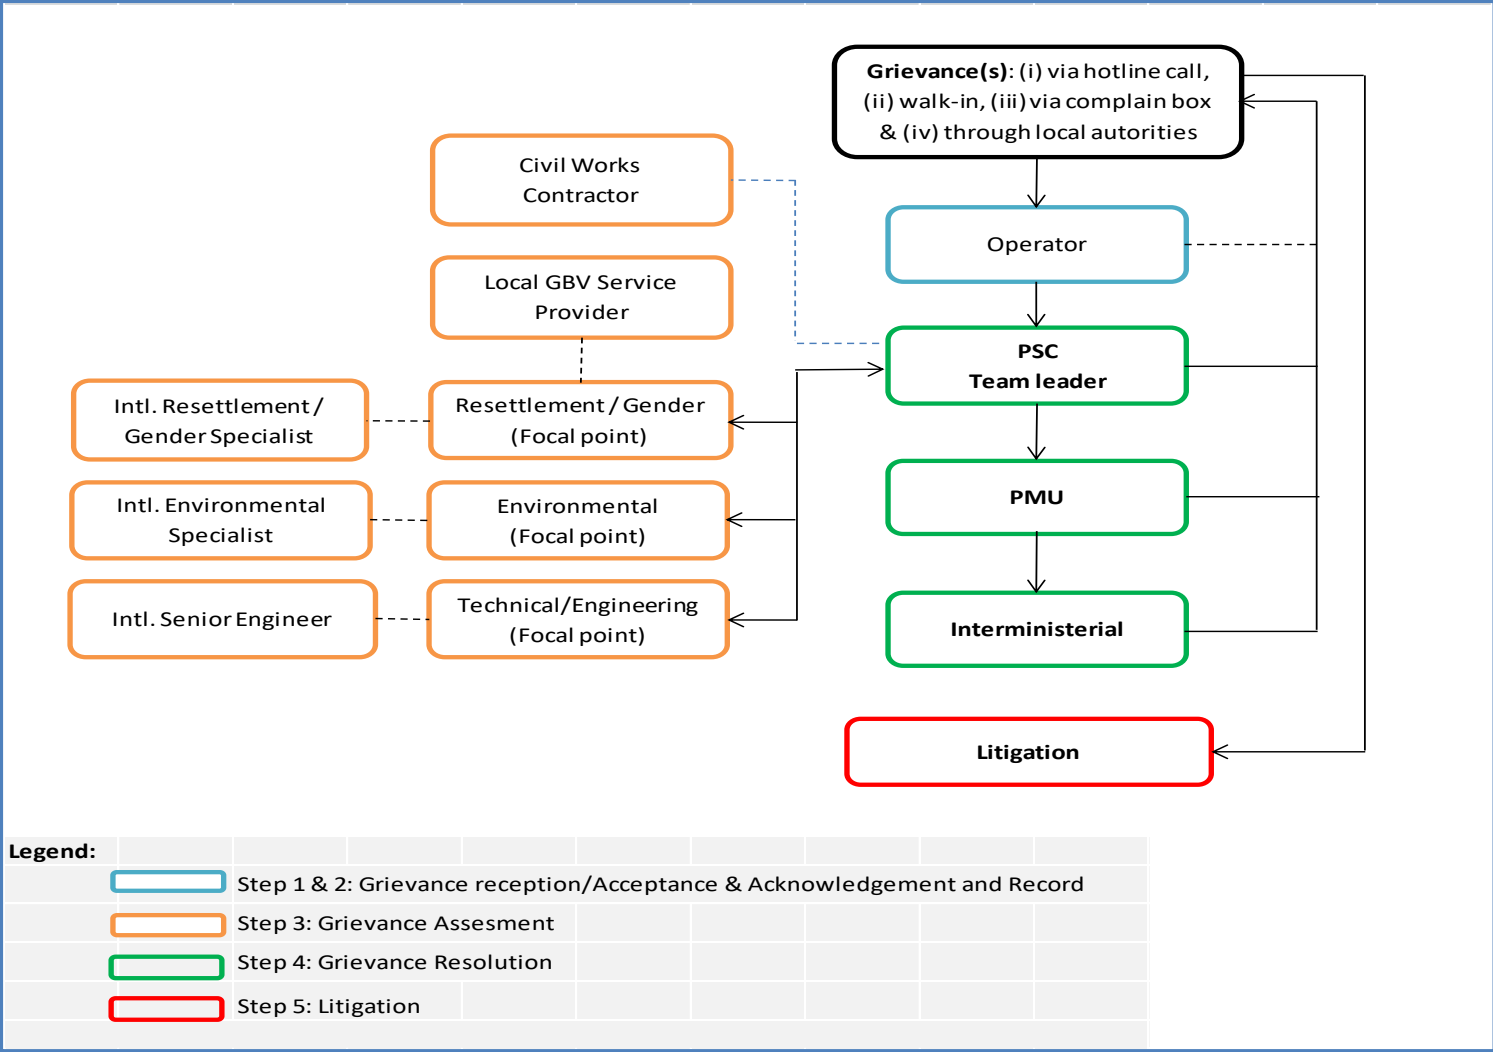 Grievance(s): (i) via hotline call,
(ii) walk-in, (iii) via complain box
& (iv) through local autorities
Civil Works
Contractor
Operator
Local GBV Service
Provider
PSC
Team leader
Intl. Resettlement /
Gender Specialist
Resettlement / Gender
(Focal point)
PMU
Intl. Environmental
Specialist
Environmental
(Focal point)
Intl. Senior Engineer
Technical/Engineering
(Focal point)
Interministerial
Litigation
Legend:
Step 1 & 2: Grievance reception/Acceptance & Acknowledgement and Record
Step 3: Grievance Assesment
Step 4: Grievance Resolution
Step 5: Litigation